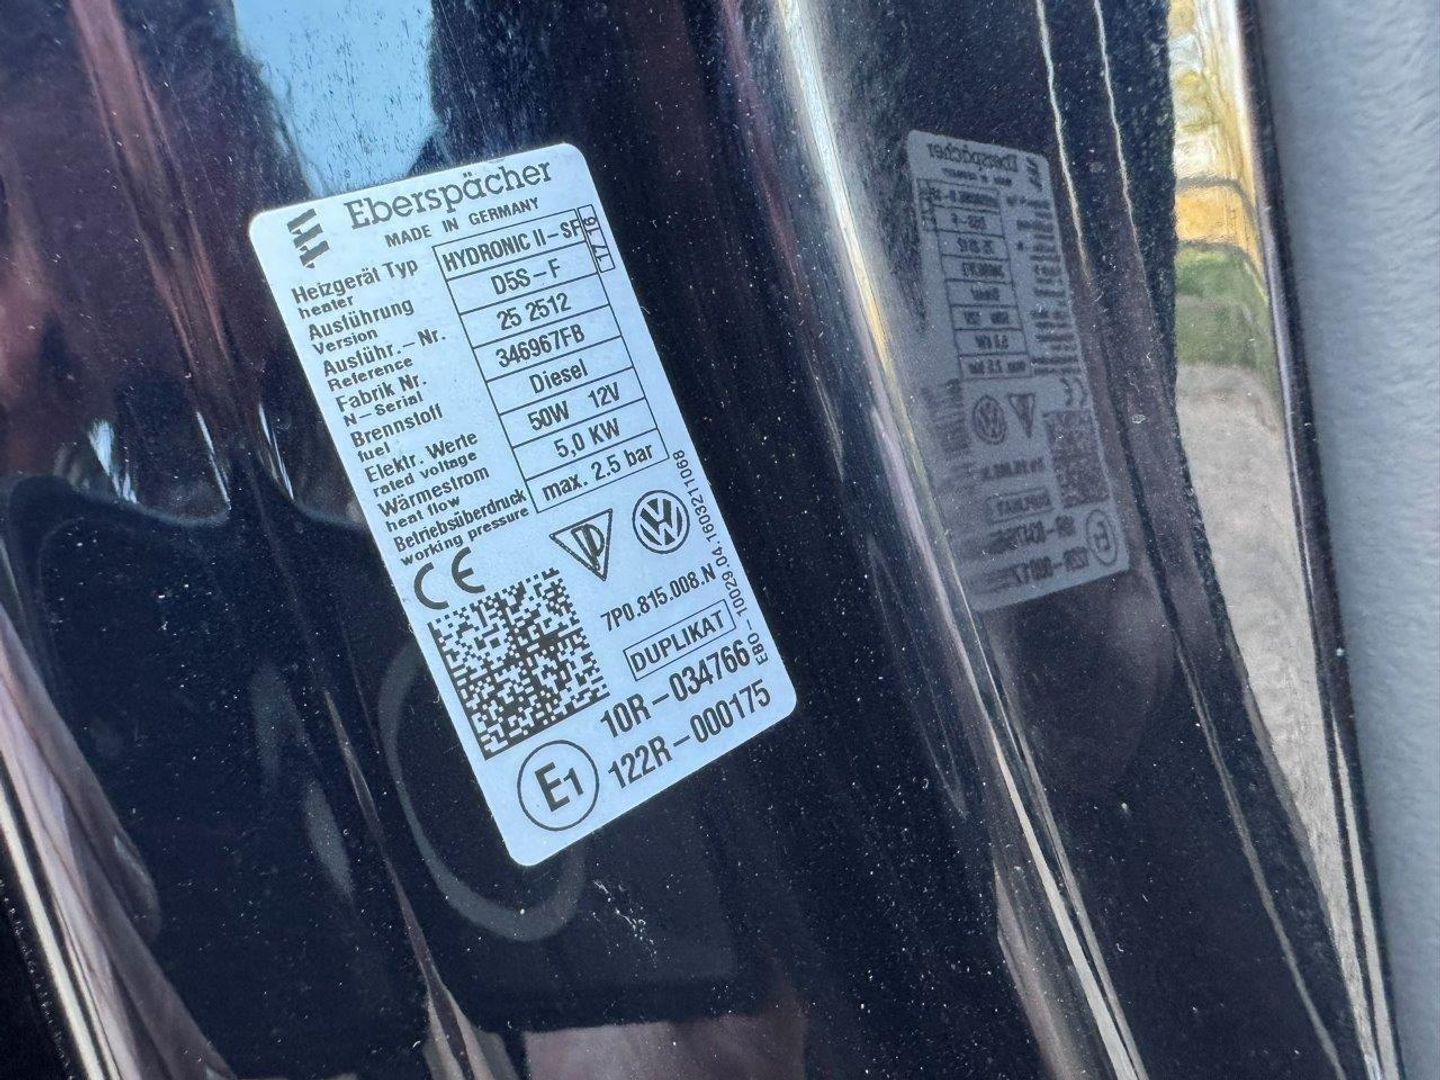 Eberspächer
MADE IN GERMANY
Heizgerät Typ HYDRONIC II-SF 17/16
heater
Ausführung D5S-F
Version
Ausführ.-Nr. 25 2512
Reference
Fabrik Nr. 346967FB
N-Serial
Brennstoff Diesel
fuel
Elektr. Werte 50W 12V
rated voltage
Wärmestrom 5,0 KW
heat flow
Betriebsüberdruck max. 2.5 bar
working pressure
CE
VW
7P0.815.008.N
DUPLIKAT
EBO-10029.04.1603211068
10R-034766
E1
122R-000175